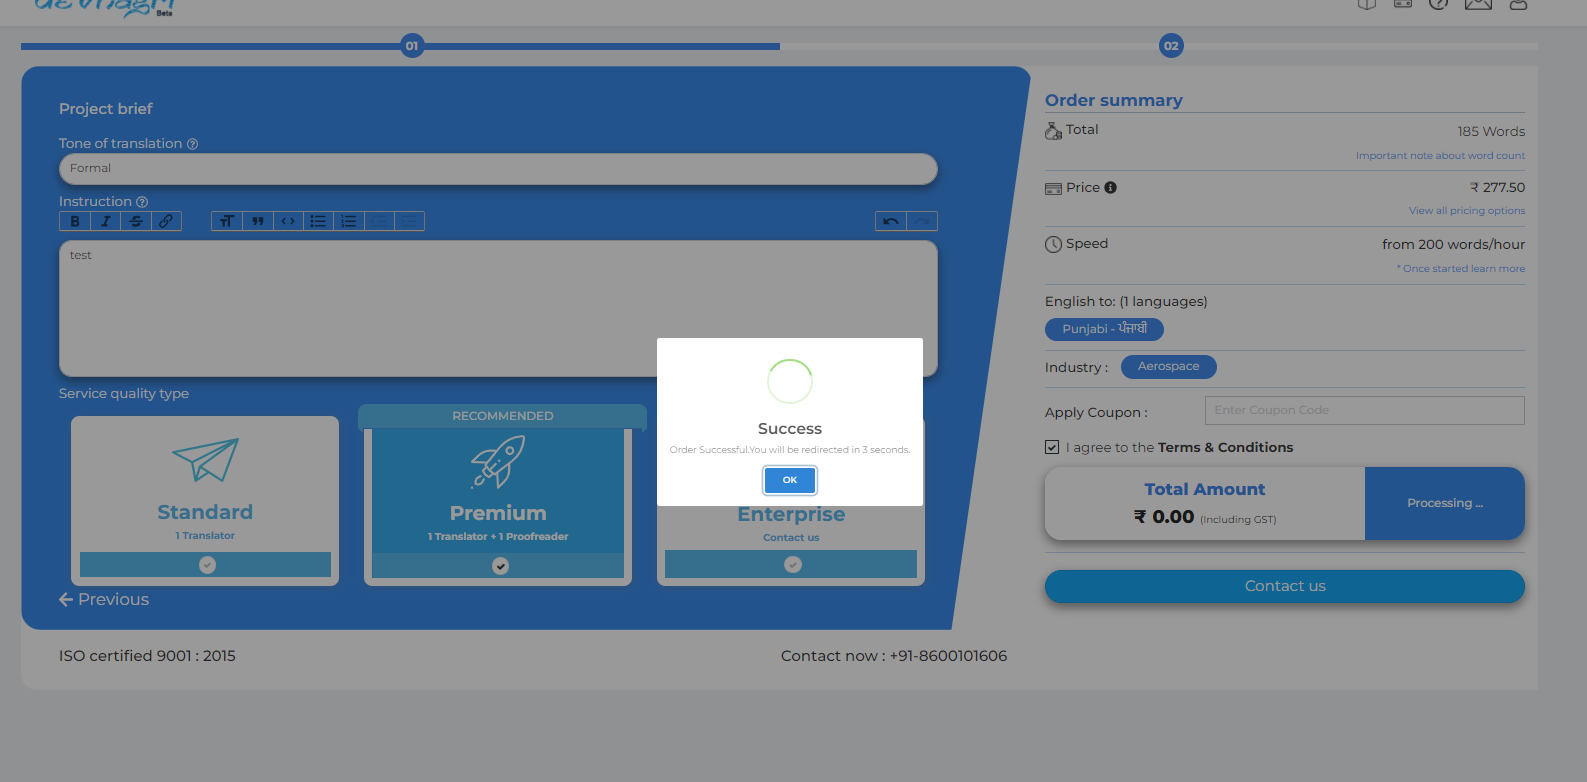 devnagri
Beta
01
02
Project brief
Tone of translation
Formal
Instruction
test
Service quality type
Standard
1 Translator
RECOMMENDED
Premium
1 Translator + 1 Proofreader
Enterprise
Contact us
Previous
Success
Order Successful.You will be redirected in 3 seconds.
OK
Order summary
Total 185 Words
Important note about word count
Price ₹ 277.50
View all pricing options
Speed from 200 words/hour
* Once started learn more
English to: (1 languages)
Punjabi - ਪੰਜਾਬੀ
Industry : Aerospace
Apply Coupon : Enter Coupon Code
I agree to the Terms & Conditions
Total Amount
₹ 0.00 (Including GST)
Processing ...
Contact us
ISO certified 9001 : 2015
Contact now : +91-8600101606